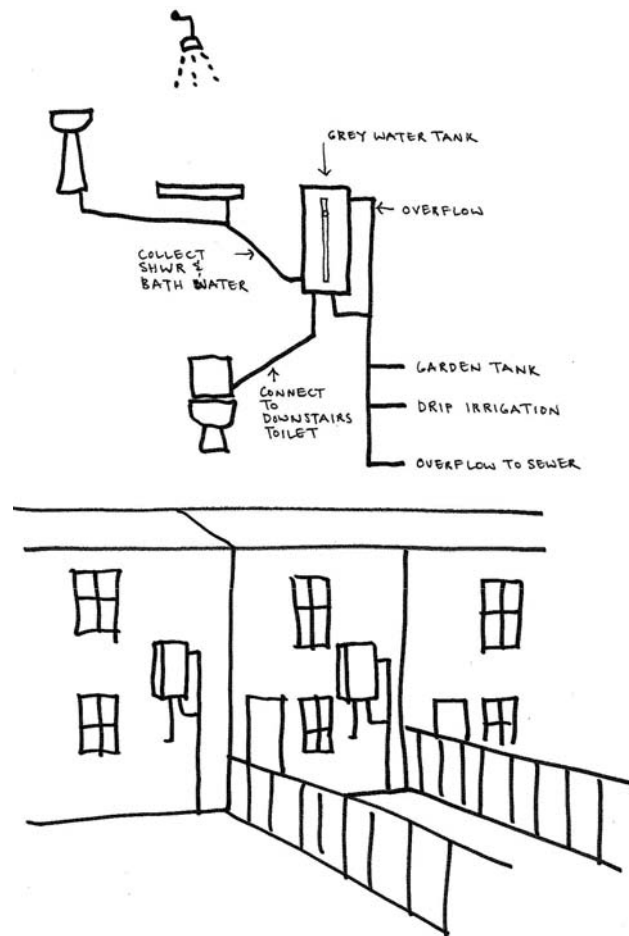 GREY WATER TANK
OVERFLOW
COLLECT
SHWR &
BATH WATER
CONNECT
TO
DOWNSTAIRS
TOILET
GARDEN TANK
DRIP IRRIGATION
OVERFLOW TO SEWER